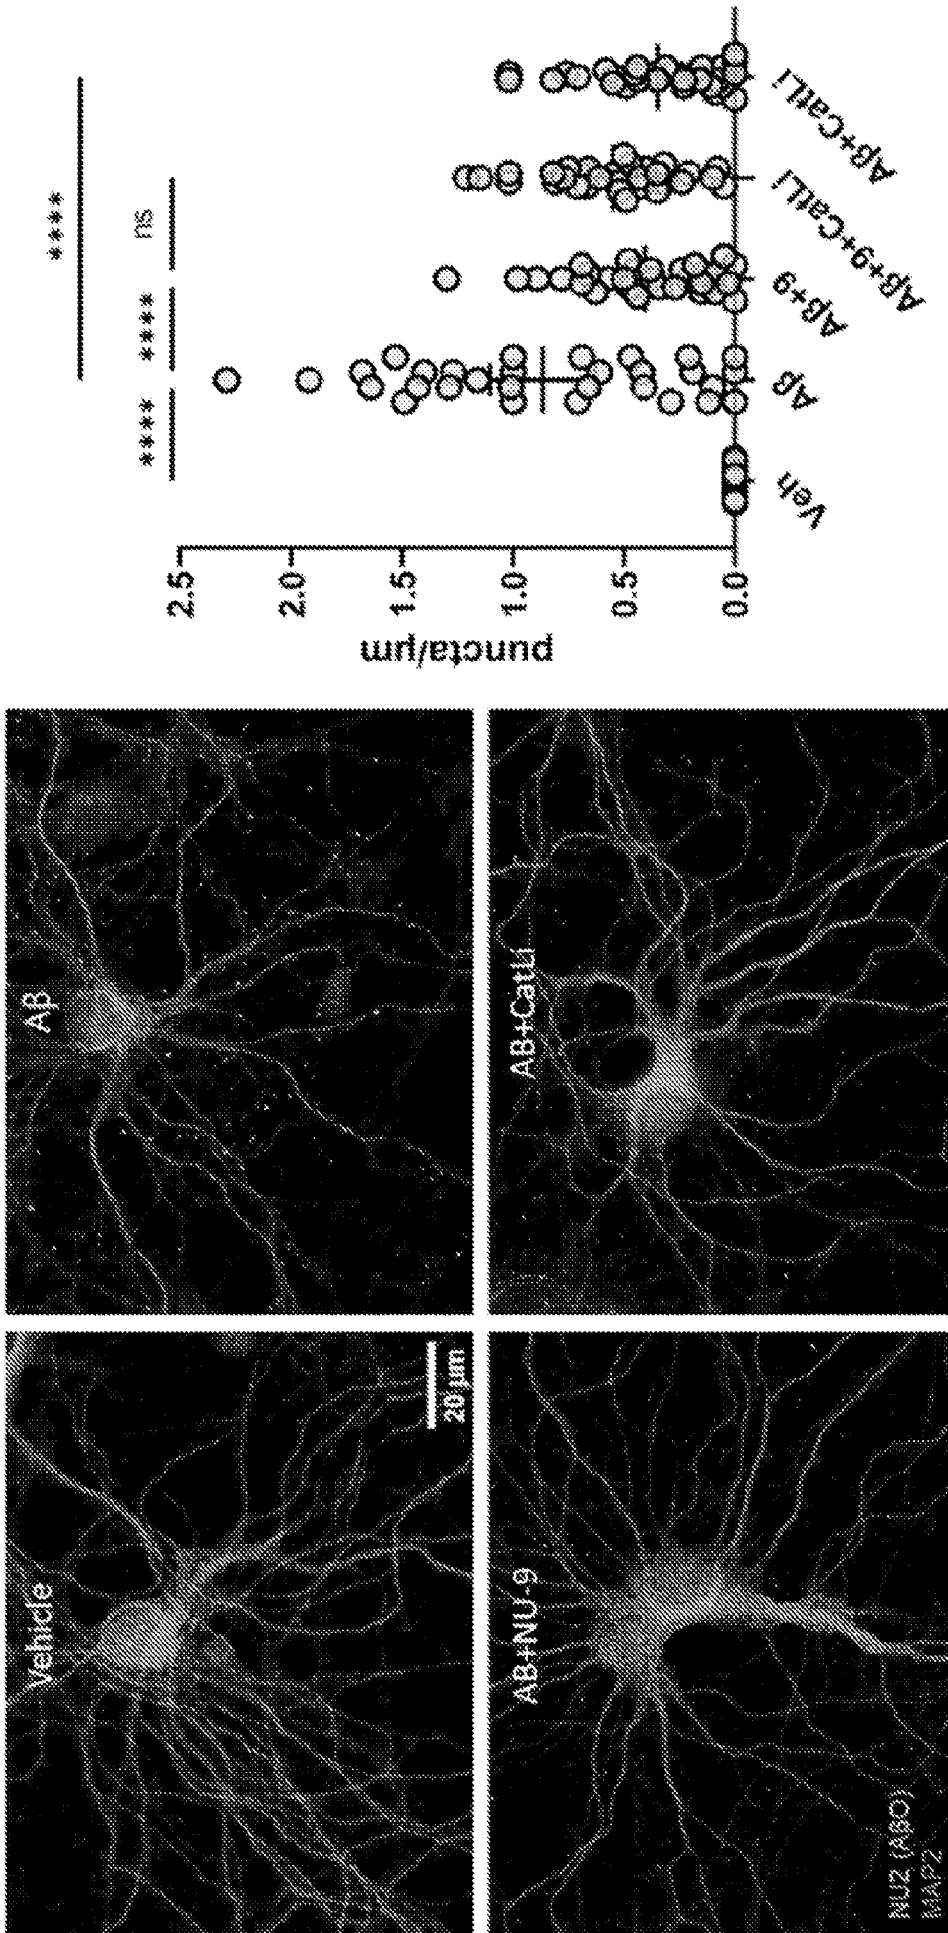 Vehicle
20 µm
Aβ
AB+NU-9
NU2 (ABO)
MAP2
AB+CatLi
puncta/µm
2.5
2.0
1.5
1.0
0.5
0.0
****
****
****
ns
Veh
Aβ
Aβ+9
Aβ+9+CatLi
Aβ+CatLi